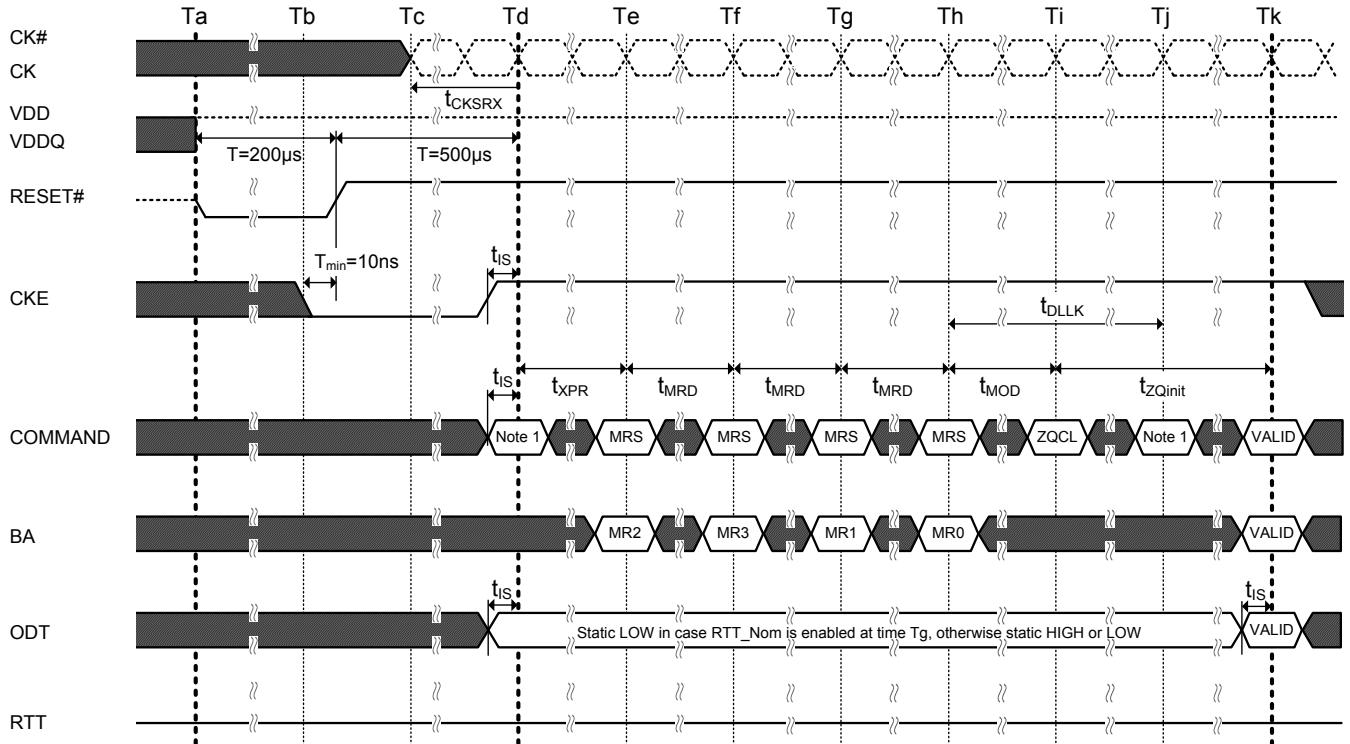 Ta Tb Tc Td Te Tf Tg Th Ti Tj Tk
CK#
CK
tCKSRX
VDD
VDDQ
T=200µs T=500µs
RESET#
Tmin=10ns tIS
CKE
tDLLK
tIS tXPR tMRD tMRD tMRD tMOD tZQinit
COMMAND Note 1 MRS MRS MRS MRS ZQCL Note 1 VALID
BA MR2 MR3 MR1 MR0 VALID
tIS tIS
ODT Static LOW in case RTT_Nom is enabled at time Tg, otherwise static HIGH or LOW VALID
RTT